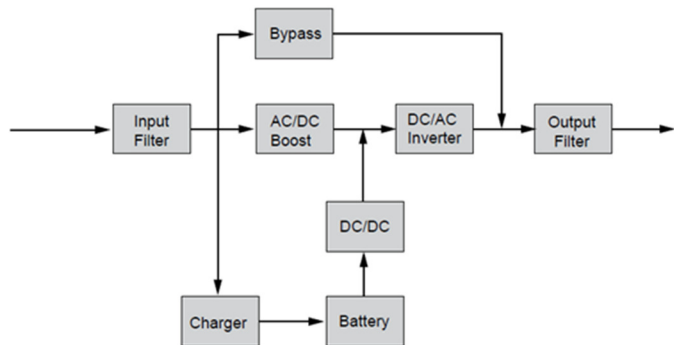 Bypass
Input
Filter
AC/DC
Boost
DC/AC
Inverter
Output
Filter
DC/DC
Charger
Battery